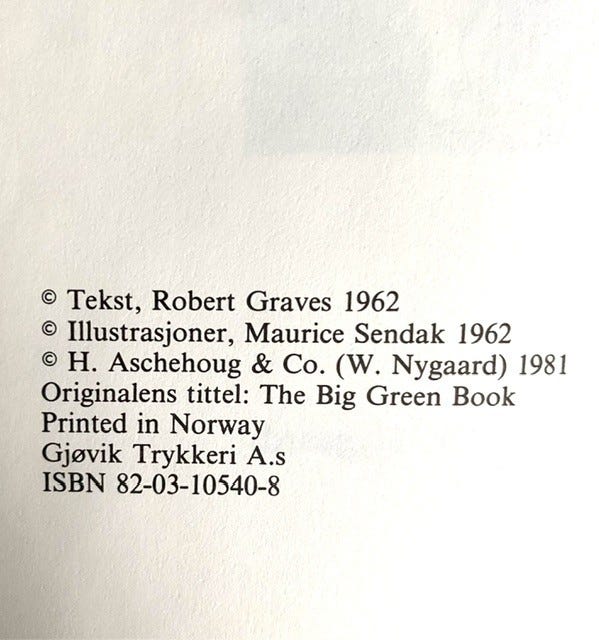 © Tekst, Robert Graves 1962
© Illustrasjoner, Maurice Sendak 1962
© H. Aschehoug & Co. (W. Nygaard) 1981
Originalens tittel: The Big Green Book
Printed in Norway
Gjøvik Trykkeri A.s
ISBN 82-03-10540-8